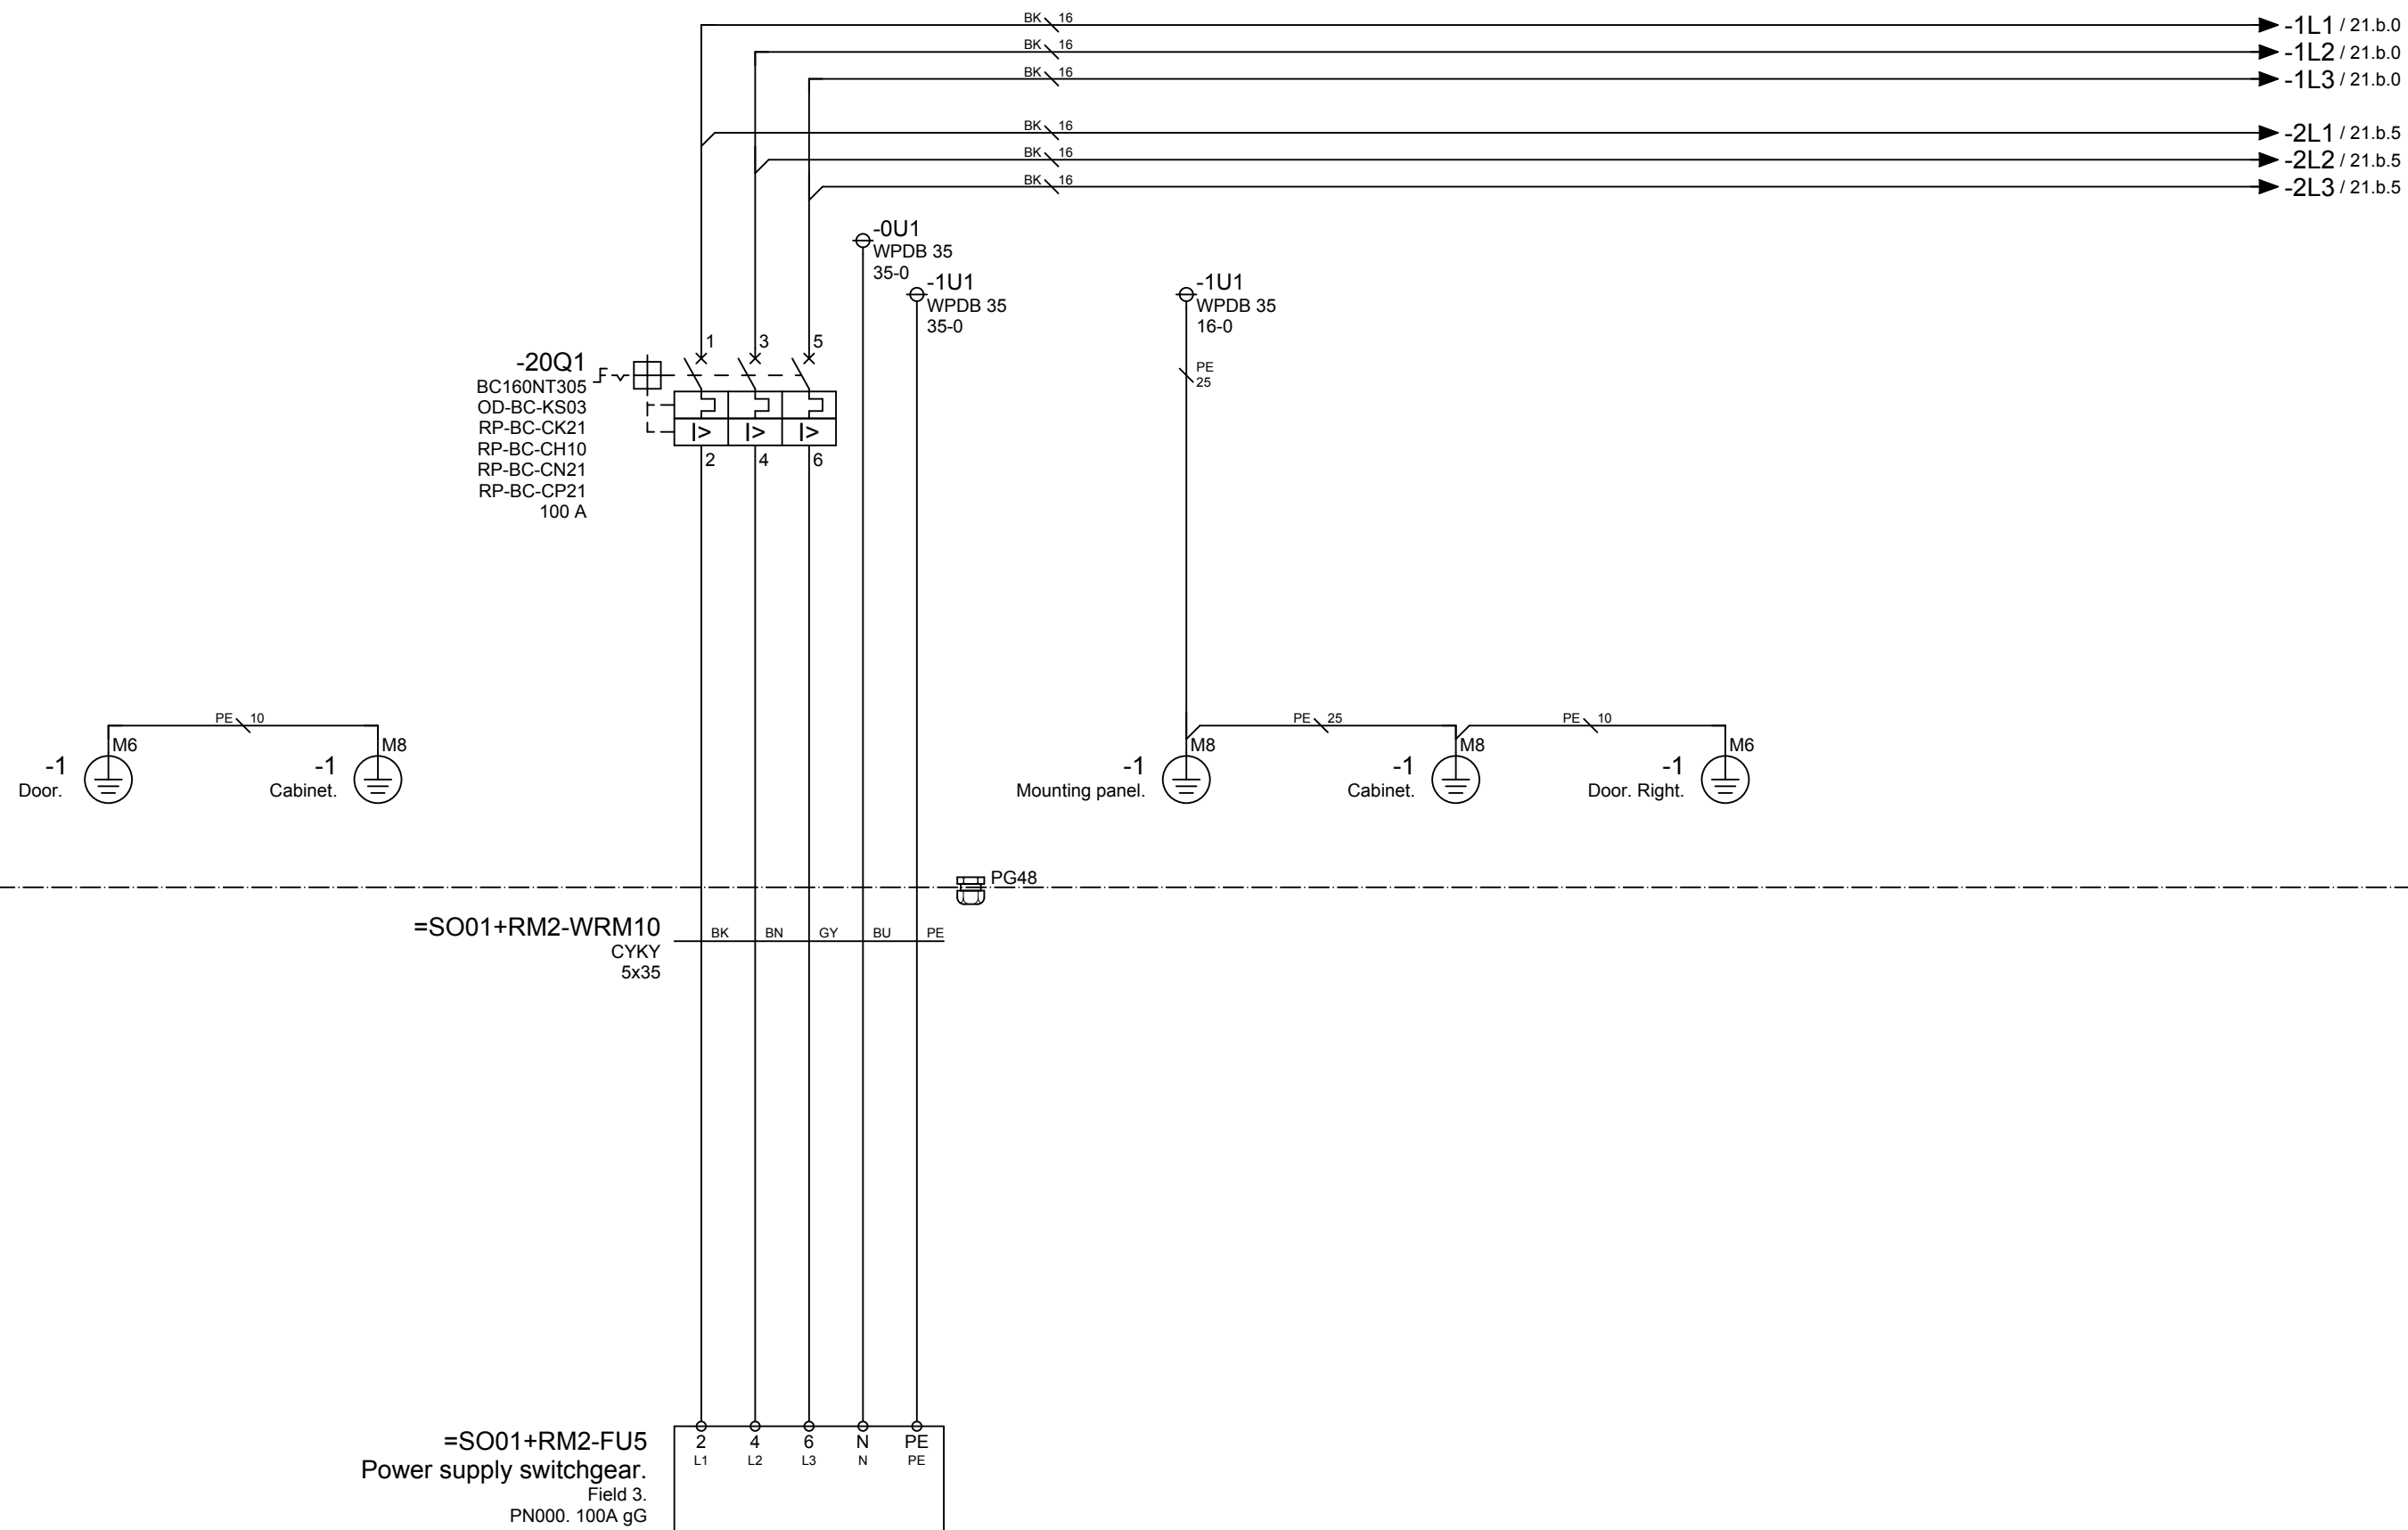 BK 16
-1L1 / 21.b.0
BK 16
-1L2 / 21.b.0
BK 16
-1L3 / 21.b.0
BK 16
-2L1 / 21.b.5
BK 16
-2L2 / 21.b.5
BK 16
-2L3 / 21.b.5
-0U1
WPDB 35
35-0
-1U1
WPDB 35
35-0
-1U1
WPDB 35
16-0
PE
25
-20Q1
BC160NT305
OD-BC-KS03
RP-BC-CK21
RP-BC-CH10
RP-BC-CN21
RP-BC-CP21
100 A
1 3 5
I> I> I>
2 4 6
PE 10
M6 M8
-1
Door.
-1
Cabinet.
PE 25
PE 10
M8 M8 M6
-1
Mounting panel.
-1
Cabinet.
-1
Door. Right.
PG48
=SO01+RM2-WRM10
CYKY
5x35
BK BN GY BU PE
=SO01+RM2-FU5
Power supply switchgear.
Field 3.
PN000. 100A gG
2 4 6 N PE
L1 L2 L3 N PE